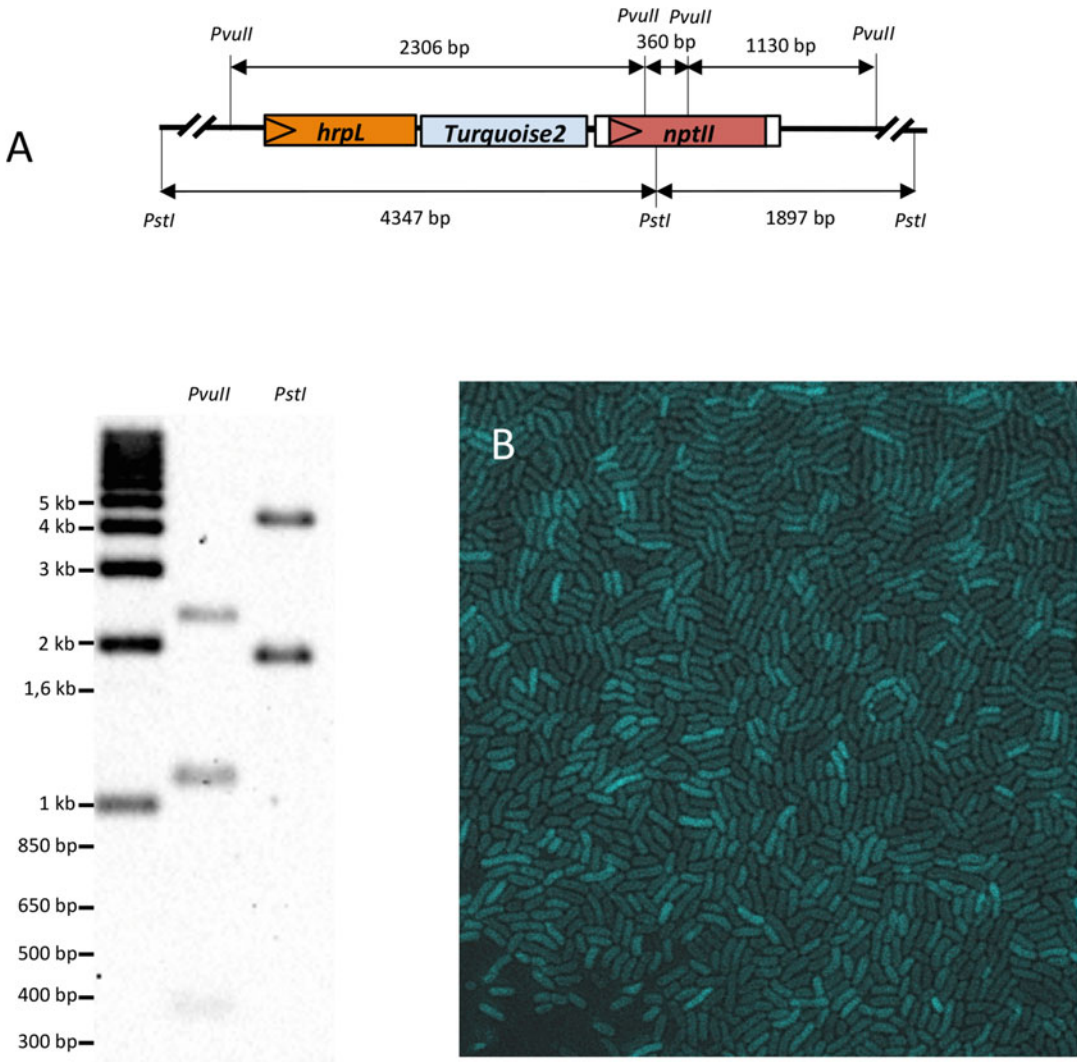 PvuII PvuII PvuII PvuII
2306 bp 360 bp 1130 bp
A
hrpL Turquoise2 nptII
4347 bp 1897 bp
PstI PstI PstI
PvuII PstI
B
5 kb
4 kb
3 kb
2 kb
1,6 kb
1 kb
850 bp
650 bp
500 bp
400 bp
300 bp